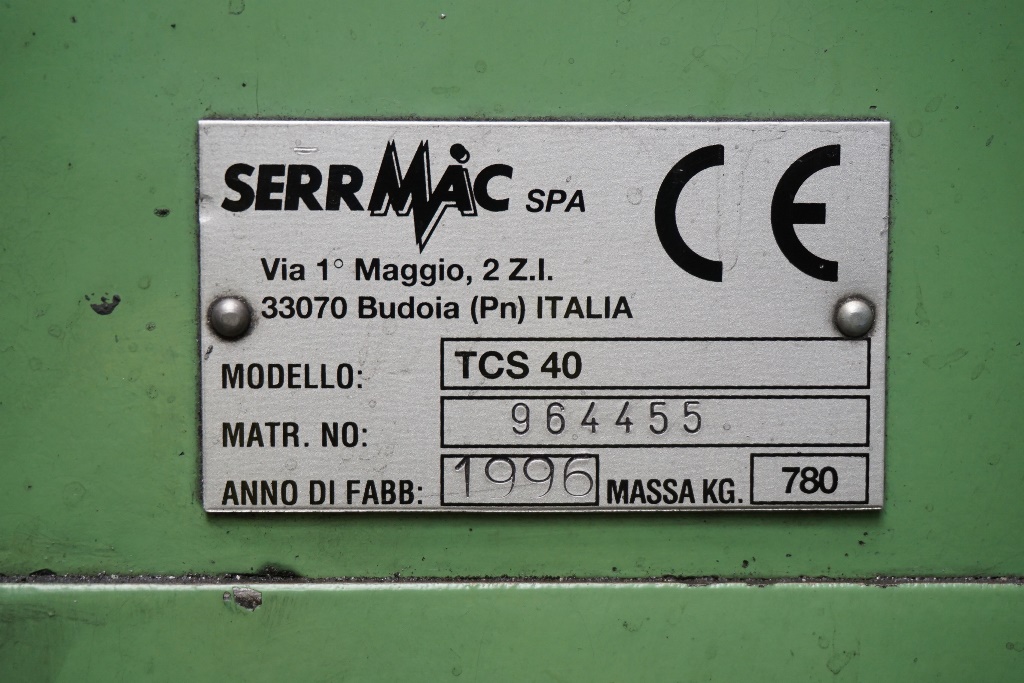 SERRMAC SPA CE
Via 1° Maggio, 2 Z.I.
33070 Budoia (Pn) ITALIA
MODELLO: TCS 40
MATR. NO: 964455
ANNO DI FABB: 1996 MASSA KG. 780